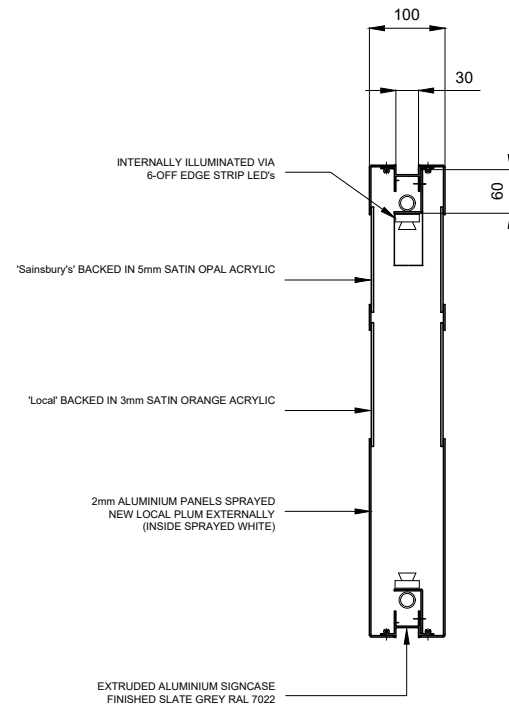 100
30
60
INTERNALLY ILLUMINATED VIA
6-OFF EDGE STRIP LED's
'Sainsbury's' BACKED IN 5mm SATIN OPAL ACRYLIC
'Local' BACKED IN 3mm SATIN ORANGE ACRYLIC
2mm ALUMINIUM PANELS SPRAYED
NEW LOCAL PLUM EXTERNALLY
(INSIDE SPRAYED WHITE)
EXTRUDED ALUMINIUM SIGNCASE
FINISHED SLATE GREY RAL 7022